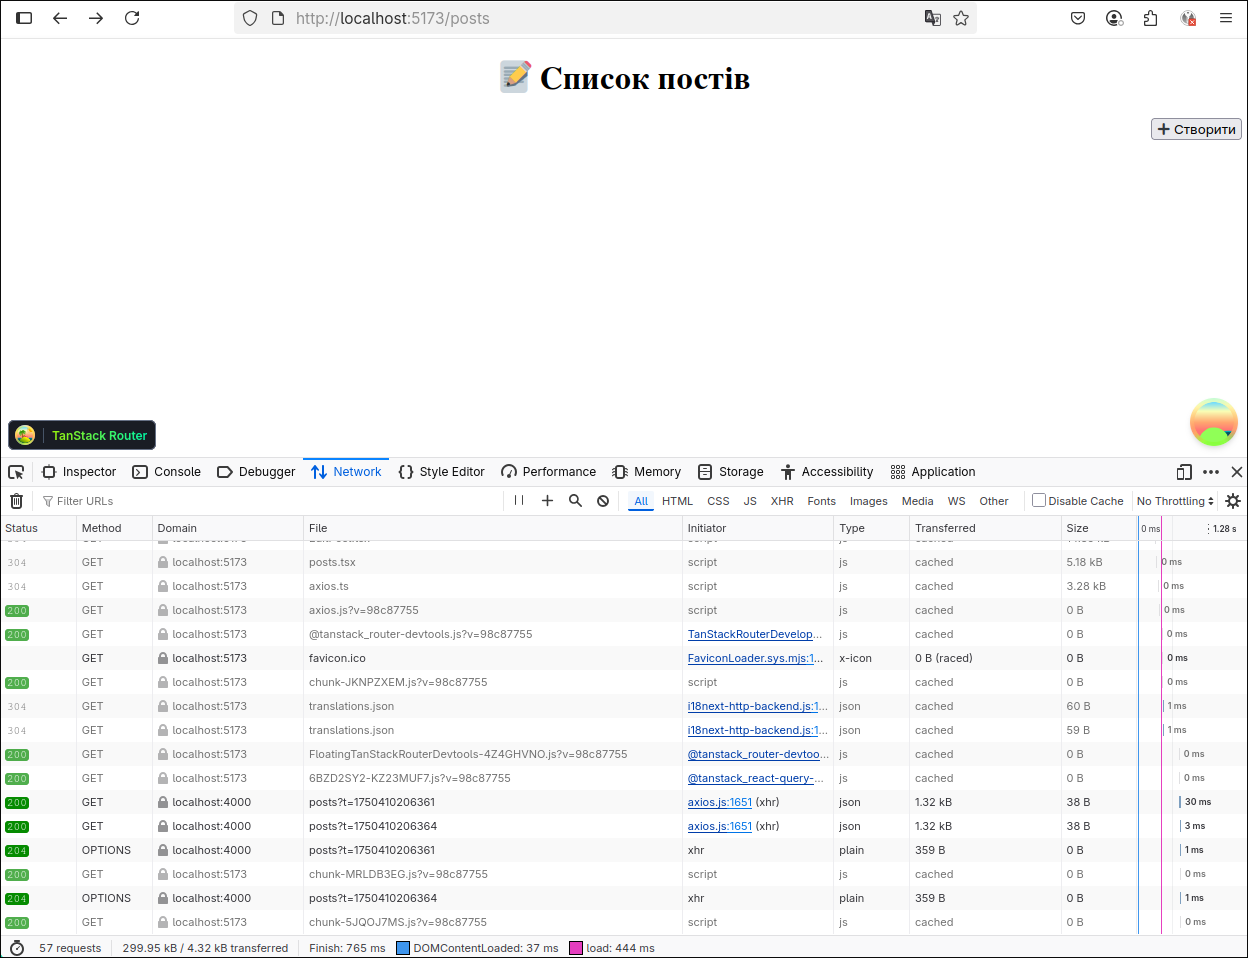 http://localhost:5173/posts
Список постів
Створити
TanStack Router
Inspector Console Debugger Network Style Editor Performance Memory Storage Accessibility Application
Filter URLs All HTML CSS JS XHR Fonts Images Media WS Other Disable Cache No Throttling
Status Method Domain File Initiator Type Transferred Size 0 ms 1.28 s
304 GET localhost:5173 posts.tsx script js cached 5.18 kB 0 ms
304 GET localhost:5173 axios.ts script js cached 3.28 kB 0 ms
200 GET localhost:5173 axios.js?v=98c87755 script js cached 0 B 0 ms
200 GET localhost:5173 @tanstack_router-devtools.js?v=98c87755 TanStackRouterDevelop... js cached 0 B 0 ms
GET localhost:5173 favicon.ico FaviconLoader.sys.mjs:1... x-icon 0 B (raced) 0 B 0 ms
200 GET localhost:5173 chunk-JKNPZXEM.js?v=98c87755 script js cached 0 B 0 ms
304 GET localhost:5173 translations.json i18next-http-backend.js:1... json cached 60 B 1 ms
304 GET localhost:5173 translations.json i18next-http-backend.js:1... json cached 59 B 1 ms
200 GET localhost:5173 FloatingTanStackRouterDevtools-4Z4GHVNO.js?v=98c87755 @tanstack_router-devtoo... js cached 0 B 0 ms
200 GET localhost:5173 6BZD2SY2-KZ23MUF7.js?v=98c87755 @tanstack_react-query-... js cached 0 B 0 ms
200 GET localhost:4000 posts?t=1750410206361 axios.js:1651 (xhr) json 1.32 kB 38 B 30 ms
200 GET localhost:4000 posts?t=1750410206364 axios.js:1651 (xhr) json 1.32 kB 38 B 3 ms
204 OPTIONS localhost:4000 posts?t=1750410206361 xhr plain 359 B 0 B 1 ms
200 GET localhost:5173 chunk-MRLDB3EG.js?v=98c87755 script js cached 0 B 0 ms
204 OPTIONS localhost:4000 posts?t=1750410206364 xhr plain 359 B 0 B 1 ms
200 GET localhost:5173 chunk-5JQOJ7MS.js?v=98c87755 script js cached 0 B 0 ms
57 requests 299.95 kB / 4.32 kB transferred Finish: 765 ms DOMContentLoaded: 37 ms load: 444 ms